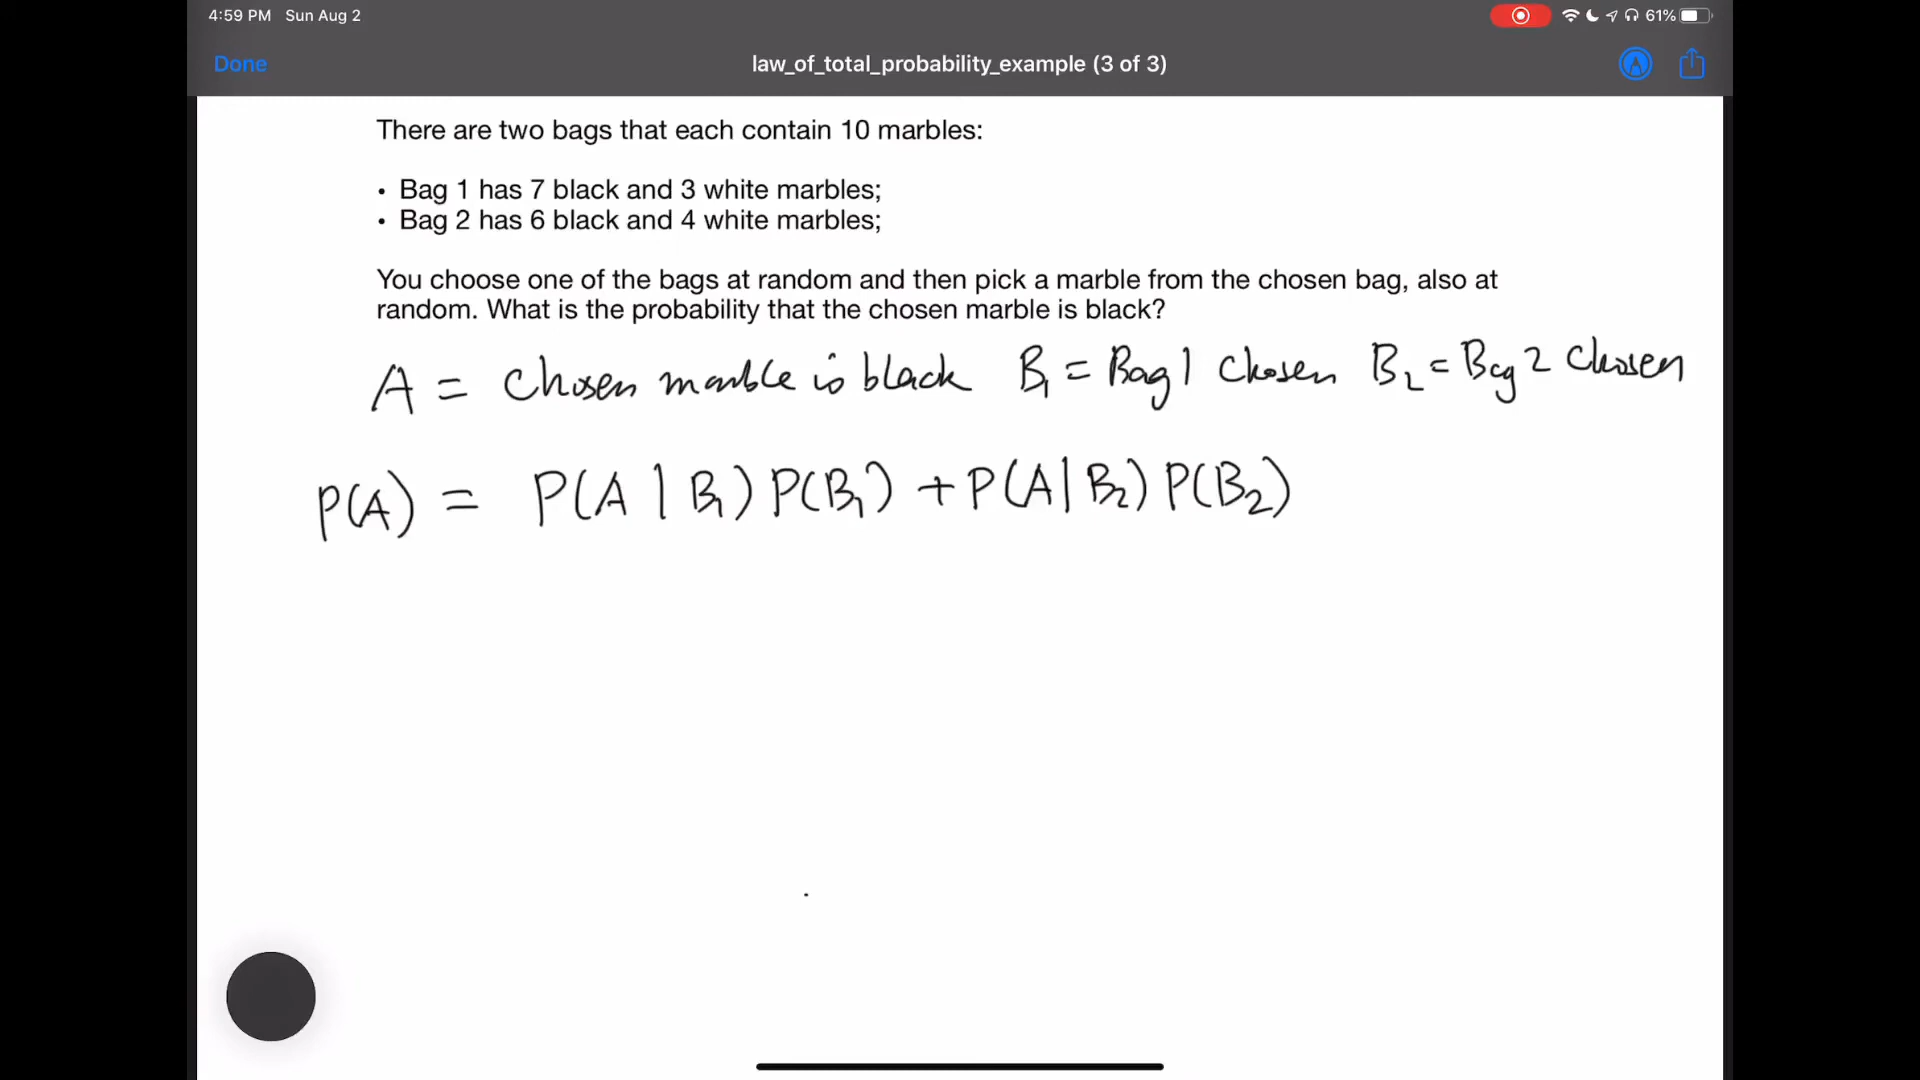 4:59 PM Sun Aug 2 61%
Done law_of_total_probability_example (3 of 3)
There are two bags that each contain 10 marbles:
• Bag 1 has 7 black and 3 white marbles;
• Bag 2 has 6 black and 4 white marbles;
You choose one of the bags at random and then pick a marble from the chosen bag, also at
random. What is the probability that the chosen marble is black?
A = Chosen marble is black B₁ = Bag 1 Chosen B₂ = Bag 2 Chosen
P(A) = P(A | B₁) P(B₁) + P(A | B₂) P(B₂)